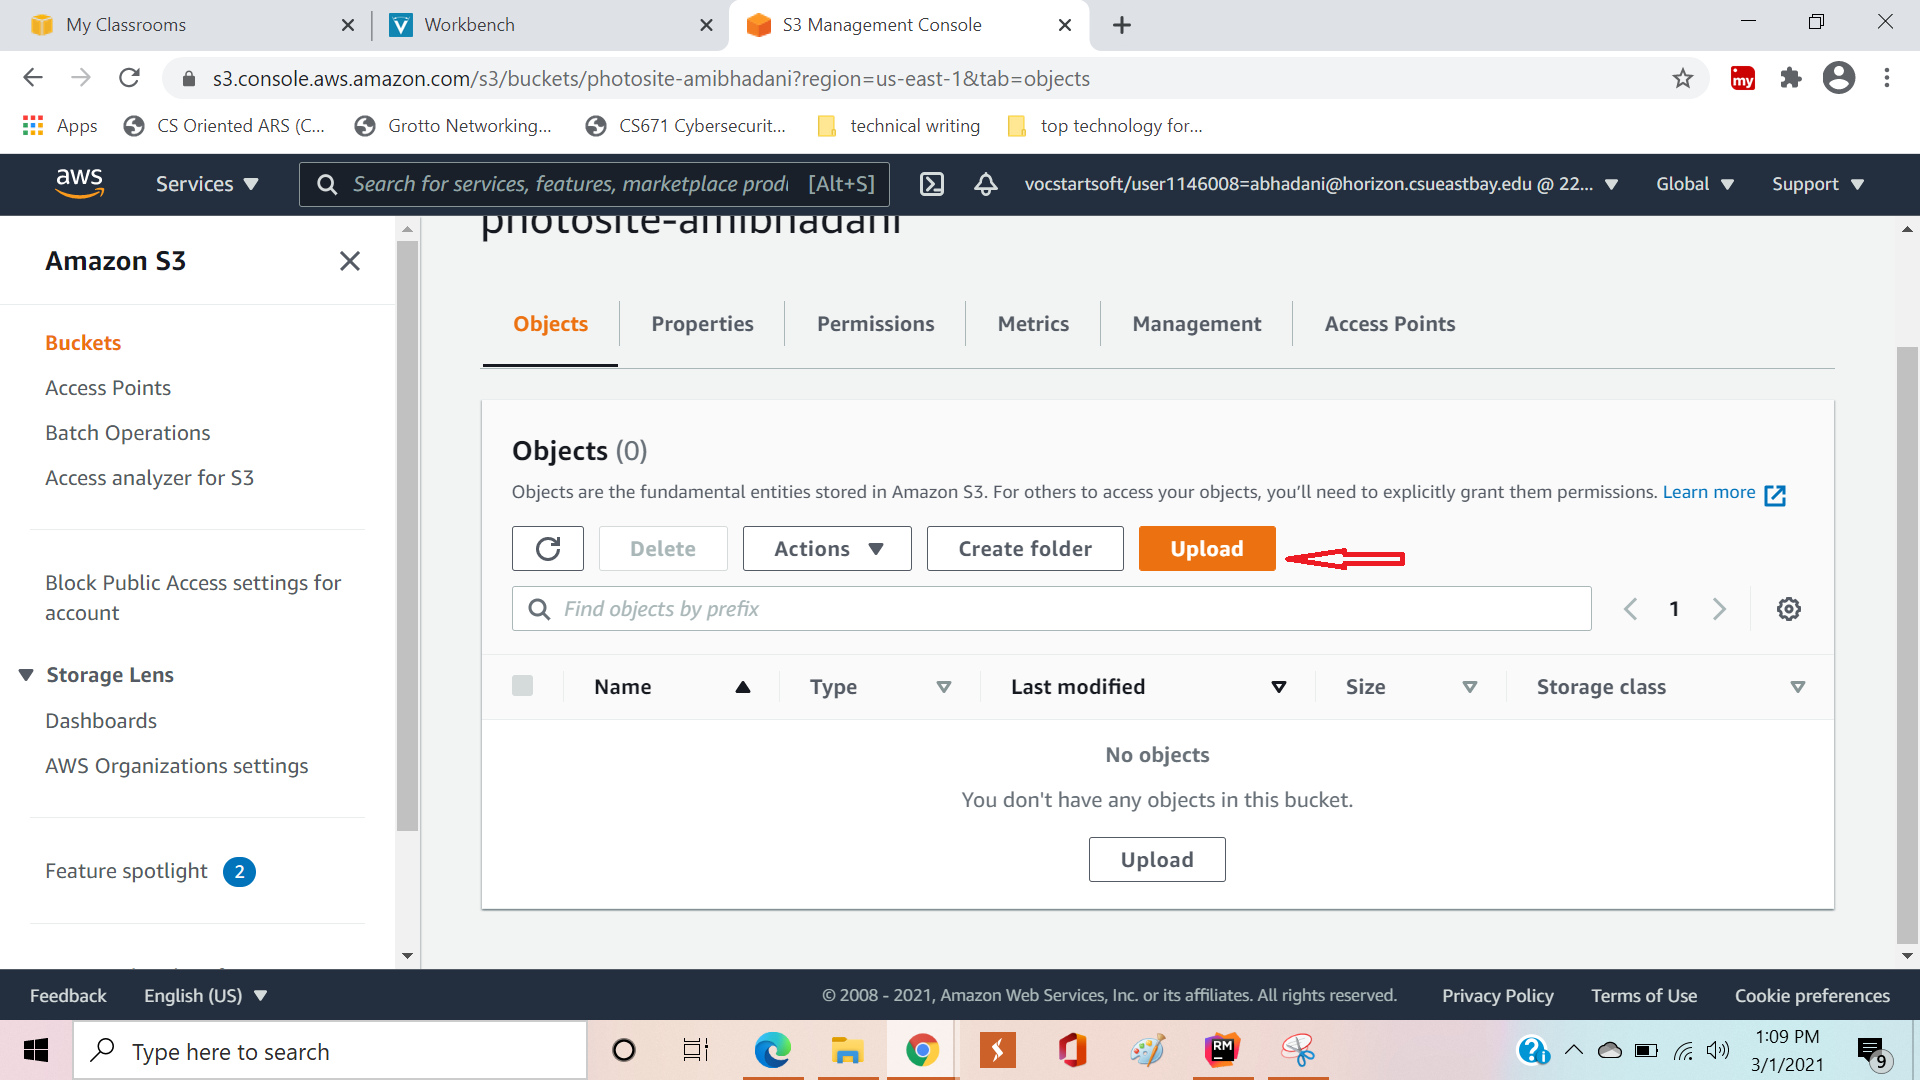 My Classrooms
Workbench
S3 Management Console
s3.console.aws.amazon.com/s3/buckets/photosite-amibhadani?region=us-east-1&tab=objects
my
Apps
CS Oriented ARS (C...
Grotto Networking...
CS671 Cybersecurit...
technical writing
top technology for...
aws
Services
Search for services, features, marketplace prod
[Alt+S]
vocstartsoft/user1146008=abhadani@horizon.csueastbay.edu @ 22...
Global
Support
photosite-amibhadani
Amazon S3
Buckets
Access Points
Batch Operations
Access analyzer for S3
Block Public Access settings for
account
Storage Lens
Dashboards
AWS Organizations settings
Feature spotlight 2
Objects
Properties
Permissions
Metrics
Management
Access Points
Objects (0)
Objects are the fundamental entities stored in Amazon S3. For others to access your objects, you’ll need to explicitly grant them permissions. Learn more
Delete
Actions
Create folder
Upload
Find objects by prefix
1
Name
Type
Last modified
Size
Storage class
No objects
You don't have any objects in this bucket.
Upload
Feedback
English (US)
© 2008 - 2021, Amazon Web Services, Inc. or its affiliates. All rights reserved.
Privacy Policy
Terms of Use
Cookie preferences
Type here to search
RM
1:09 PM
3/1/2021
9